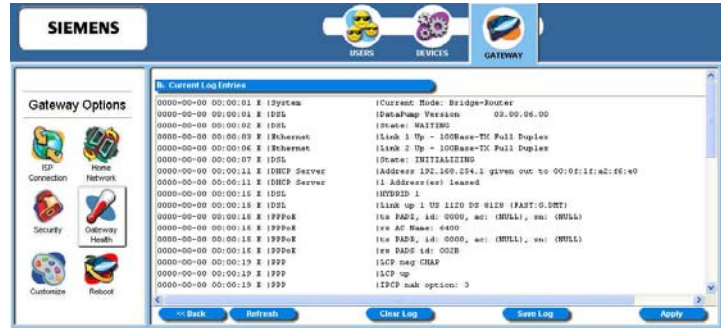 SIEMENS
USERS
DEVICES
GATEWAY
Gateway Options
ISP Connection
Home Network
Security
Gateway Health
Customize
Reboot
Current Log Entries
0000-00-00 00:00:01 E |System |Current Mode: Bridge-Router
0000-00-00 00:00:01 E |DSL |DataPump Version 03.00.06.00
0000-00-00 00:00:02 E |DSL |State: WAITING
0000-00-00 00:00:03 E |Ethernet |Link 1 Up - 100Base-TX Full Duplex
0000-00-00 00:00:06 E |Ethernet |Link 2 Up - 100Base-TX Full Duplex
0000-00-00 00:00:07 E |DSL |State: INITIALIZING
0000-00-00 00:00:11 E |DHCP Server |Address 192.168.254.1 given out to 00:0f:1f:a2:f6:e0
0000-00-00 00:00:11 E |DHCP Server |1 Address(es) leased
0000-00-00 00:00:15 E |DSL |HYBRID 1
0000-00-00 00:00:15 E |DSL |Link up 1 US 1120 DS 8128 (FAST:G.DMT)
0000-00-00 00:00:15 E |PPPoE |tx PADI, id: 0000, ac: (NULL), sn: (NULL)
0000-00-00 00:00:15 E |PPPoE |rx AC Name: 6400
0000-00-00 00:00:15 E |PPPoE |tx PADR, id: 0000, ac: (NULL), sn: (NULL)
0000-00-00 00:00:16 E |PPPoE |rx PADS id: 002B
0000-00-00 00:00:19 E |PPP |LCP neg CHAP
0000-00-00 00:00:19 E |PPP |LCP up
0000-00-00 00:00:19 E |PPP |IPCP nak option: 3
<< Back
Refresh
Clear Log
Save Log
Apply